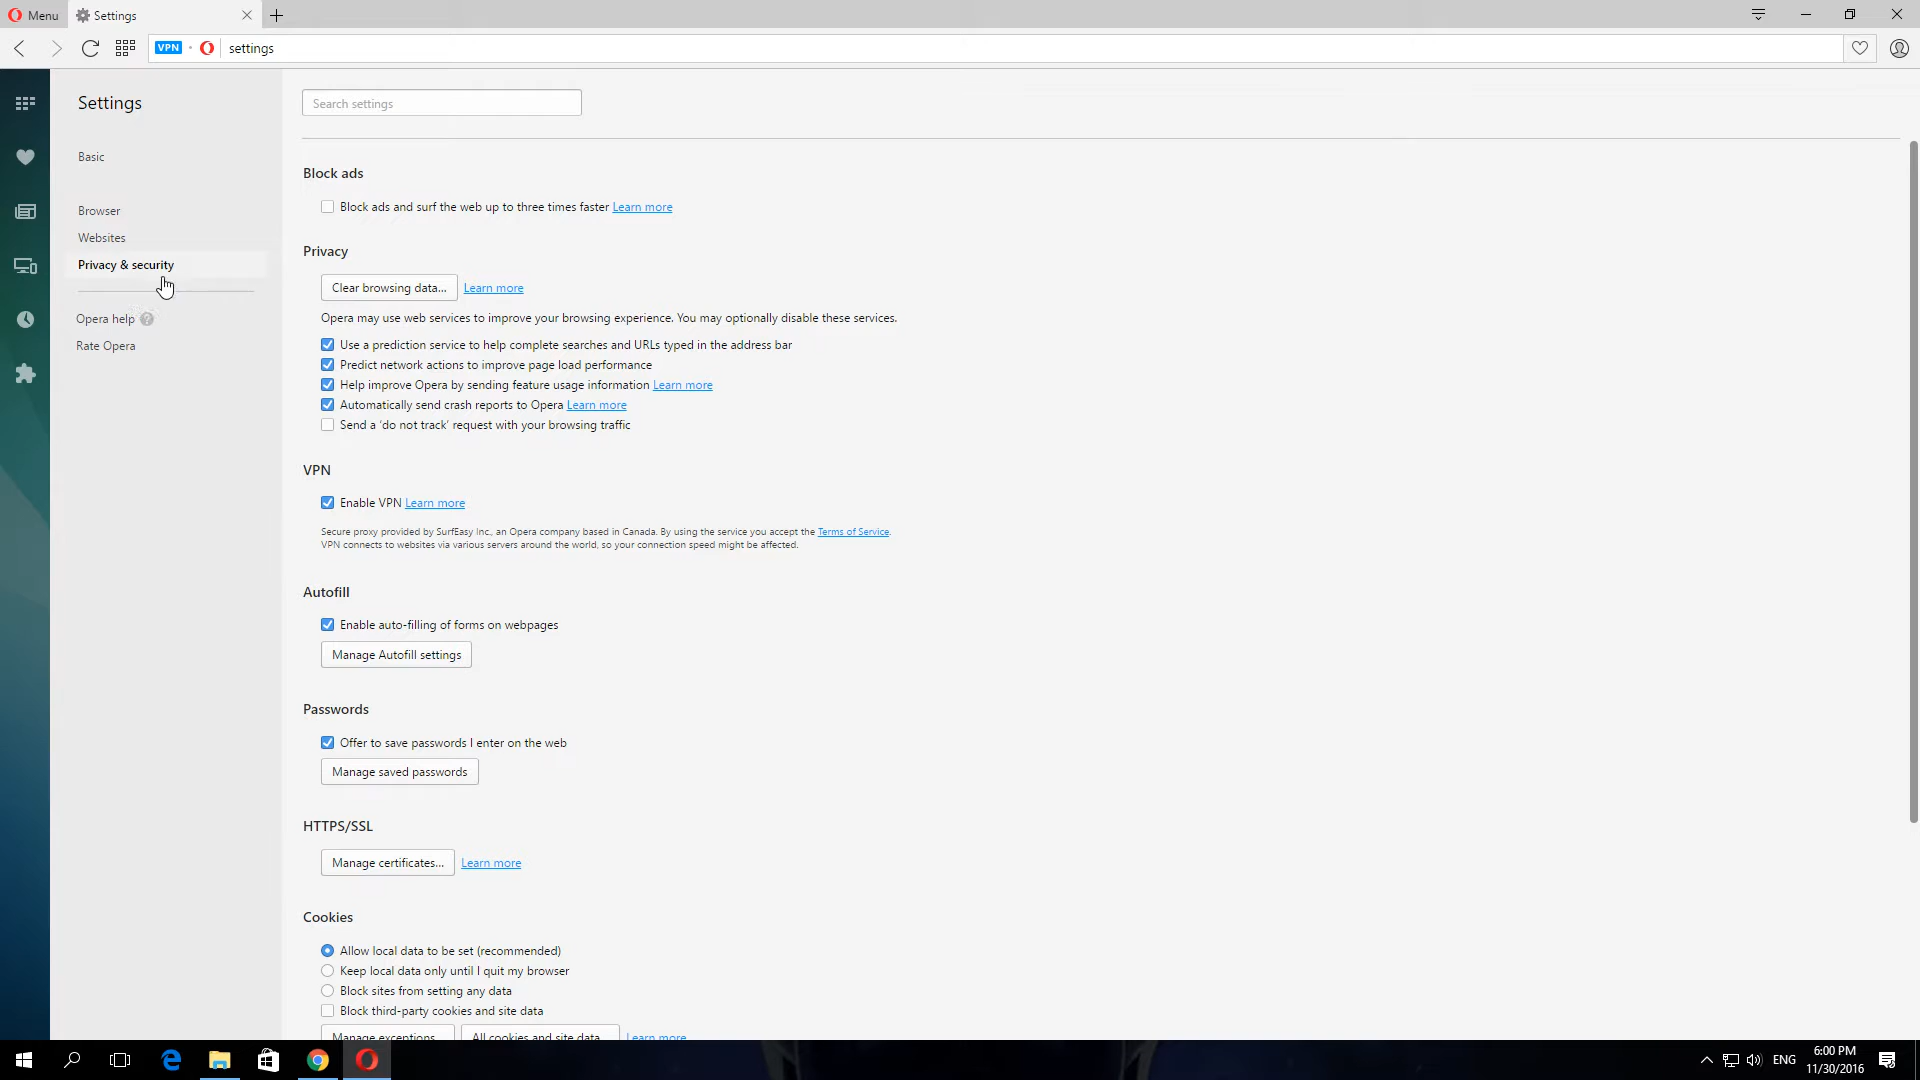 Menu
Settings
VPN
settings
Settings
Search settings
Basic
Browser
Websites
Privacy & security
Opera help ?
Rate Opera
Block ads
Block ads and surf the web up to three times faster Learn more
Privacy
Clear browsing data... Learn more
Opera may use web services to improve your browsing experience. You may optionally disable these services.
Use a prediction service to help complete searches and URLs typed in the address bar
Predict network actions to improve page load performance
Help improve Opera by sending feature usage information Learn more
Automatically send crash reports to Opera Learn more
Send a ‘do not track’ request with your browsing traffic
VPN
Enable VPN Learn more
Secure proxy provided by SurfEasy Inc., an Opera company based in Canada. By using the service you accept the Terms of Service.
VPN connects to websites via various servers around the world, so your connection speed might be affected.
Autofill
Enable auto-filling of forms on webpages
Manage Autofill settings
Passwords
Offer to save passwords I enter on the web
Manage saved passwords
HTTPS/SSL
Manage certificates... Learn more
Cookies
Allow local data to be set (recommended)
Keep local data only until I quit my browser
Block sites from setting any data
Block third-party cookies and site data
Manage exceptions... All cookies and site data... Learn more
ENG
6:00 PM
11/30/2016